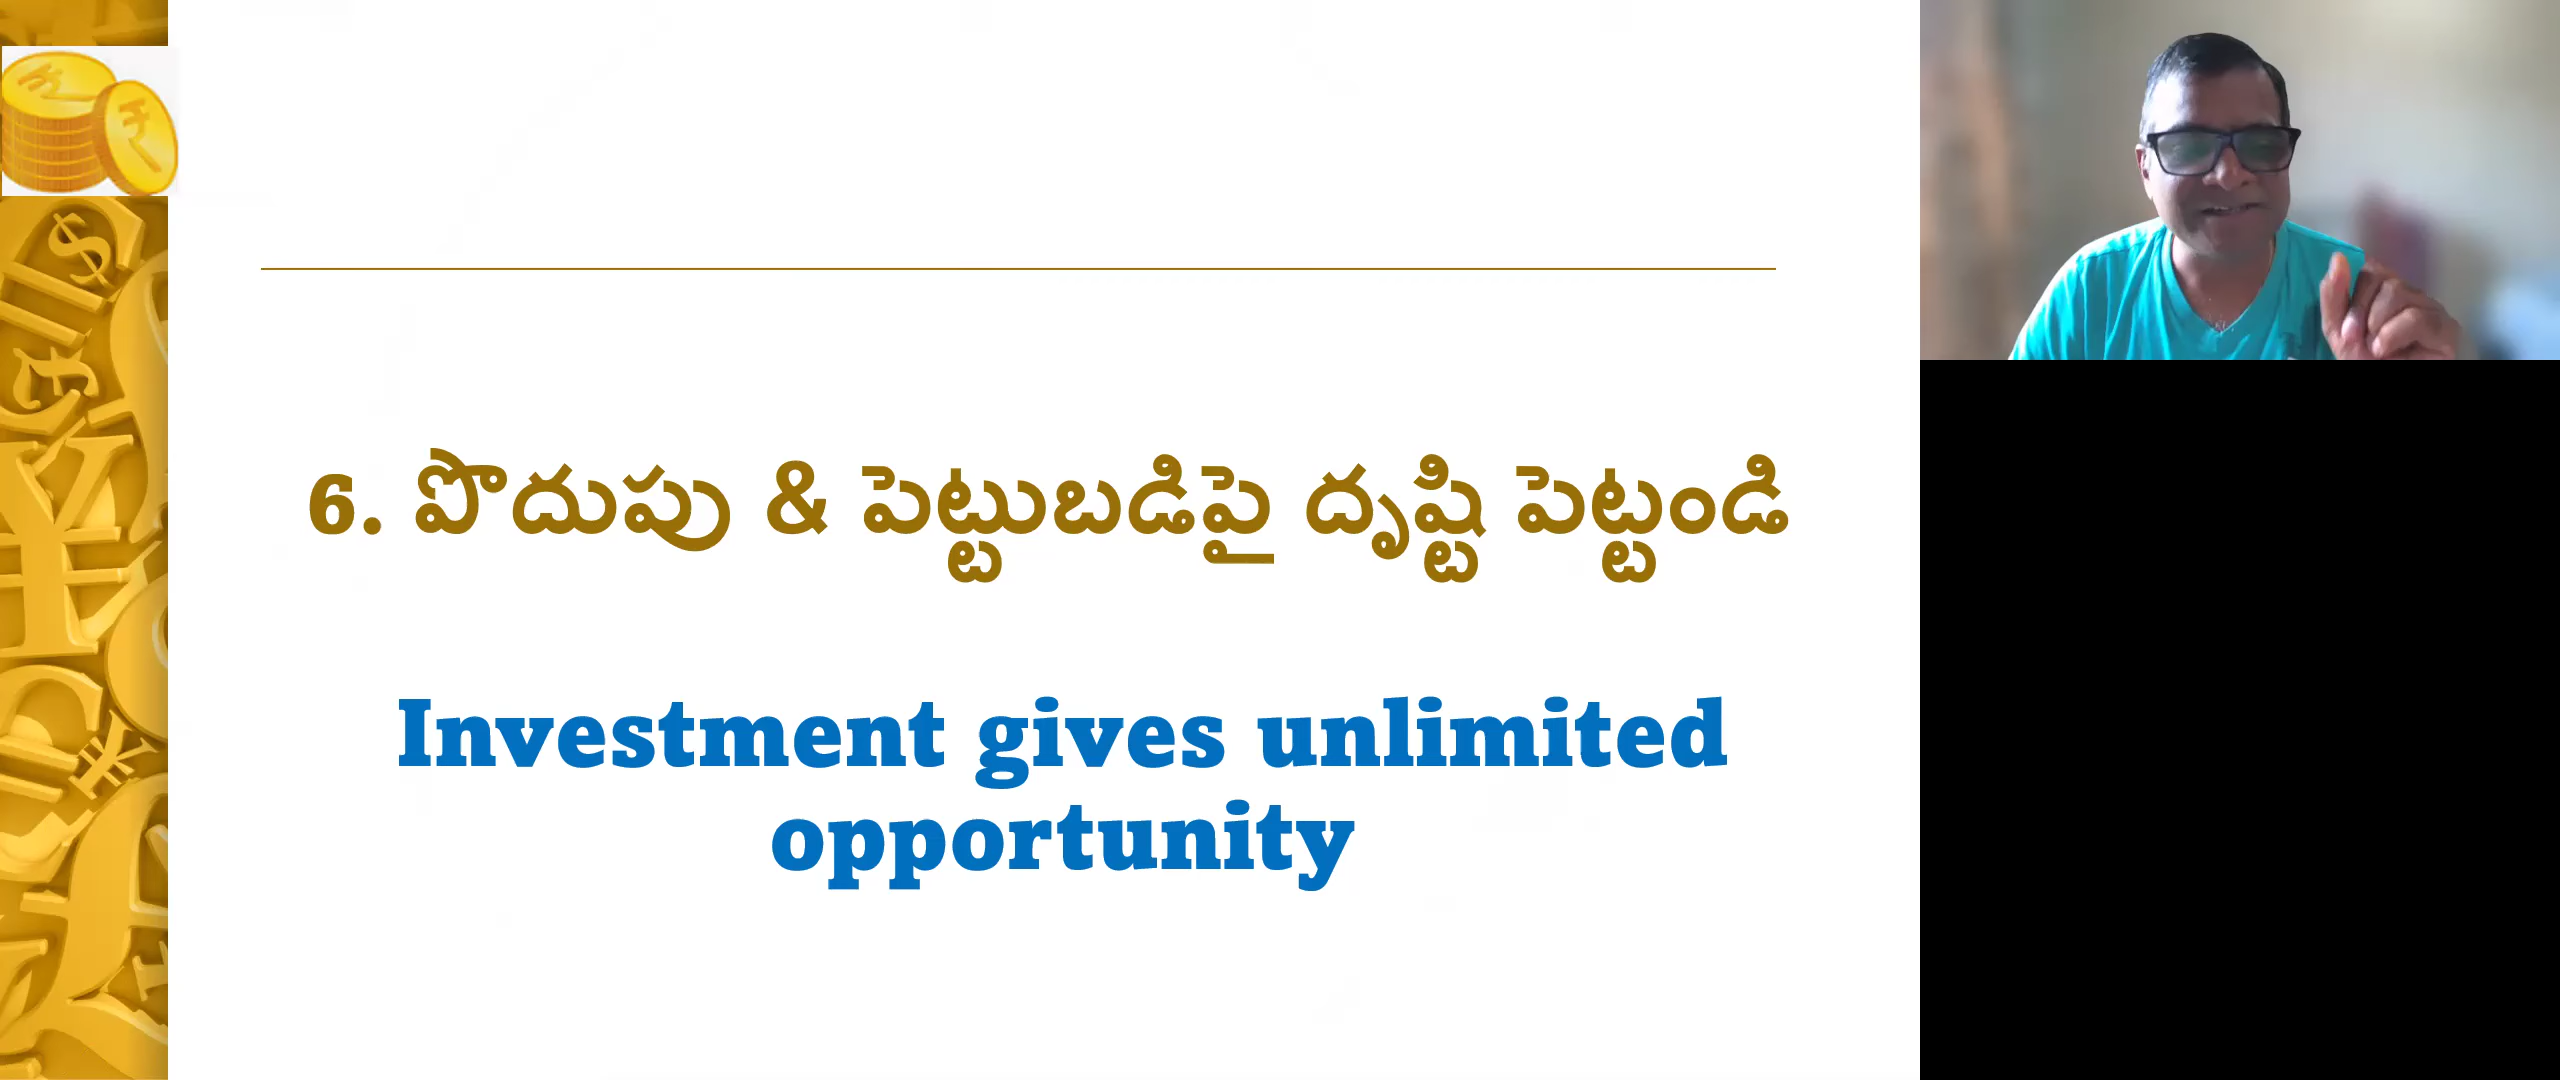 6. పొదుపు & పెట్టుబడిపై దృష్టి పెట్టండి
Investment gives unlimited
opportunity